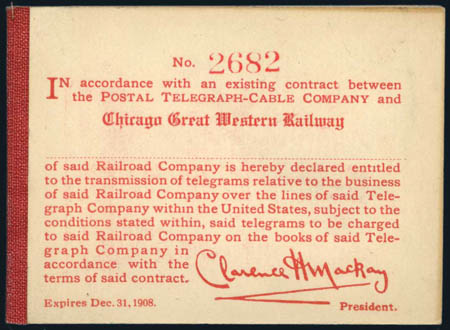 No. 2682
IN accordance with an existing contract between
the POSTAL TELEGRAPH-CABLE COMPANY and
Chicago Great Western Railway
of said Railroad Company is hereby declared entitled
to the transmission of telegrams relative to the business
of said Railroad Company over the lines of said Tele-
graph Company within the United States, subject to the
conditions stated within, said telegrams to be charged
to said Railroad Company on the books of said Tele-
graph Company in
accordance with the
terms of said contract.
Clarence H Mackay
Expires Dec. 31, 1908.
President.